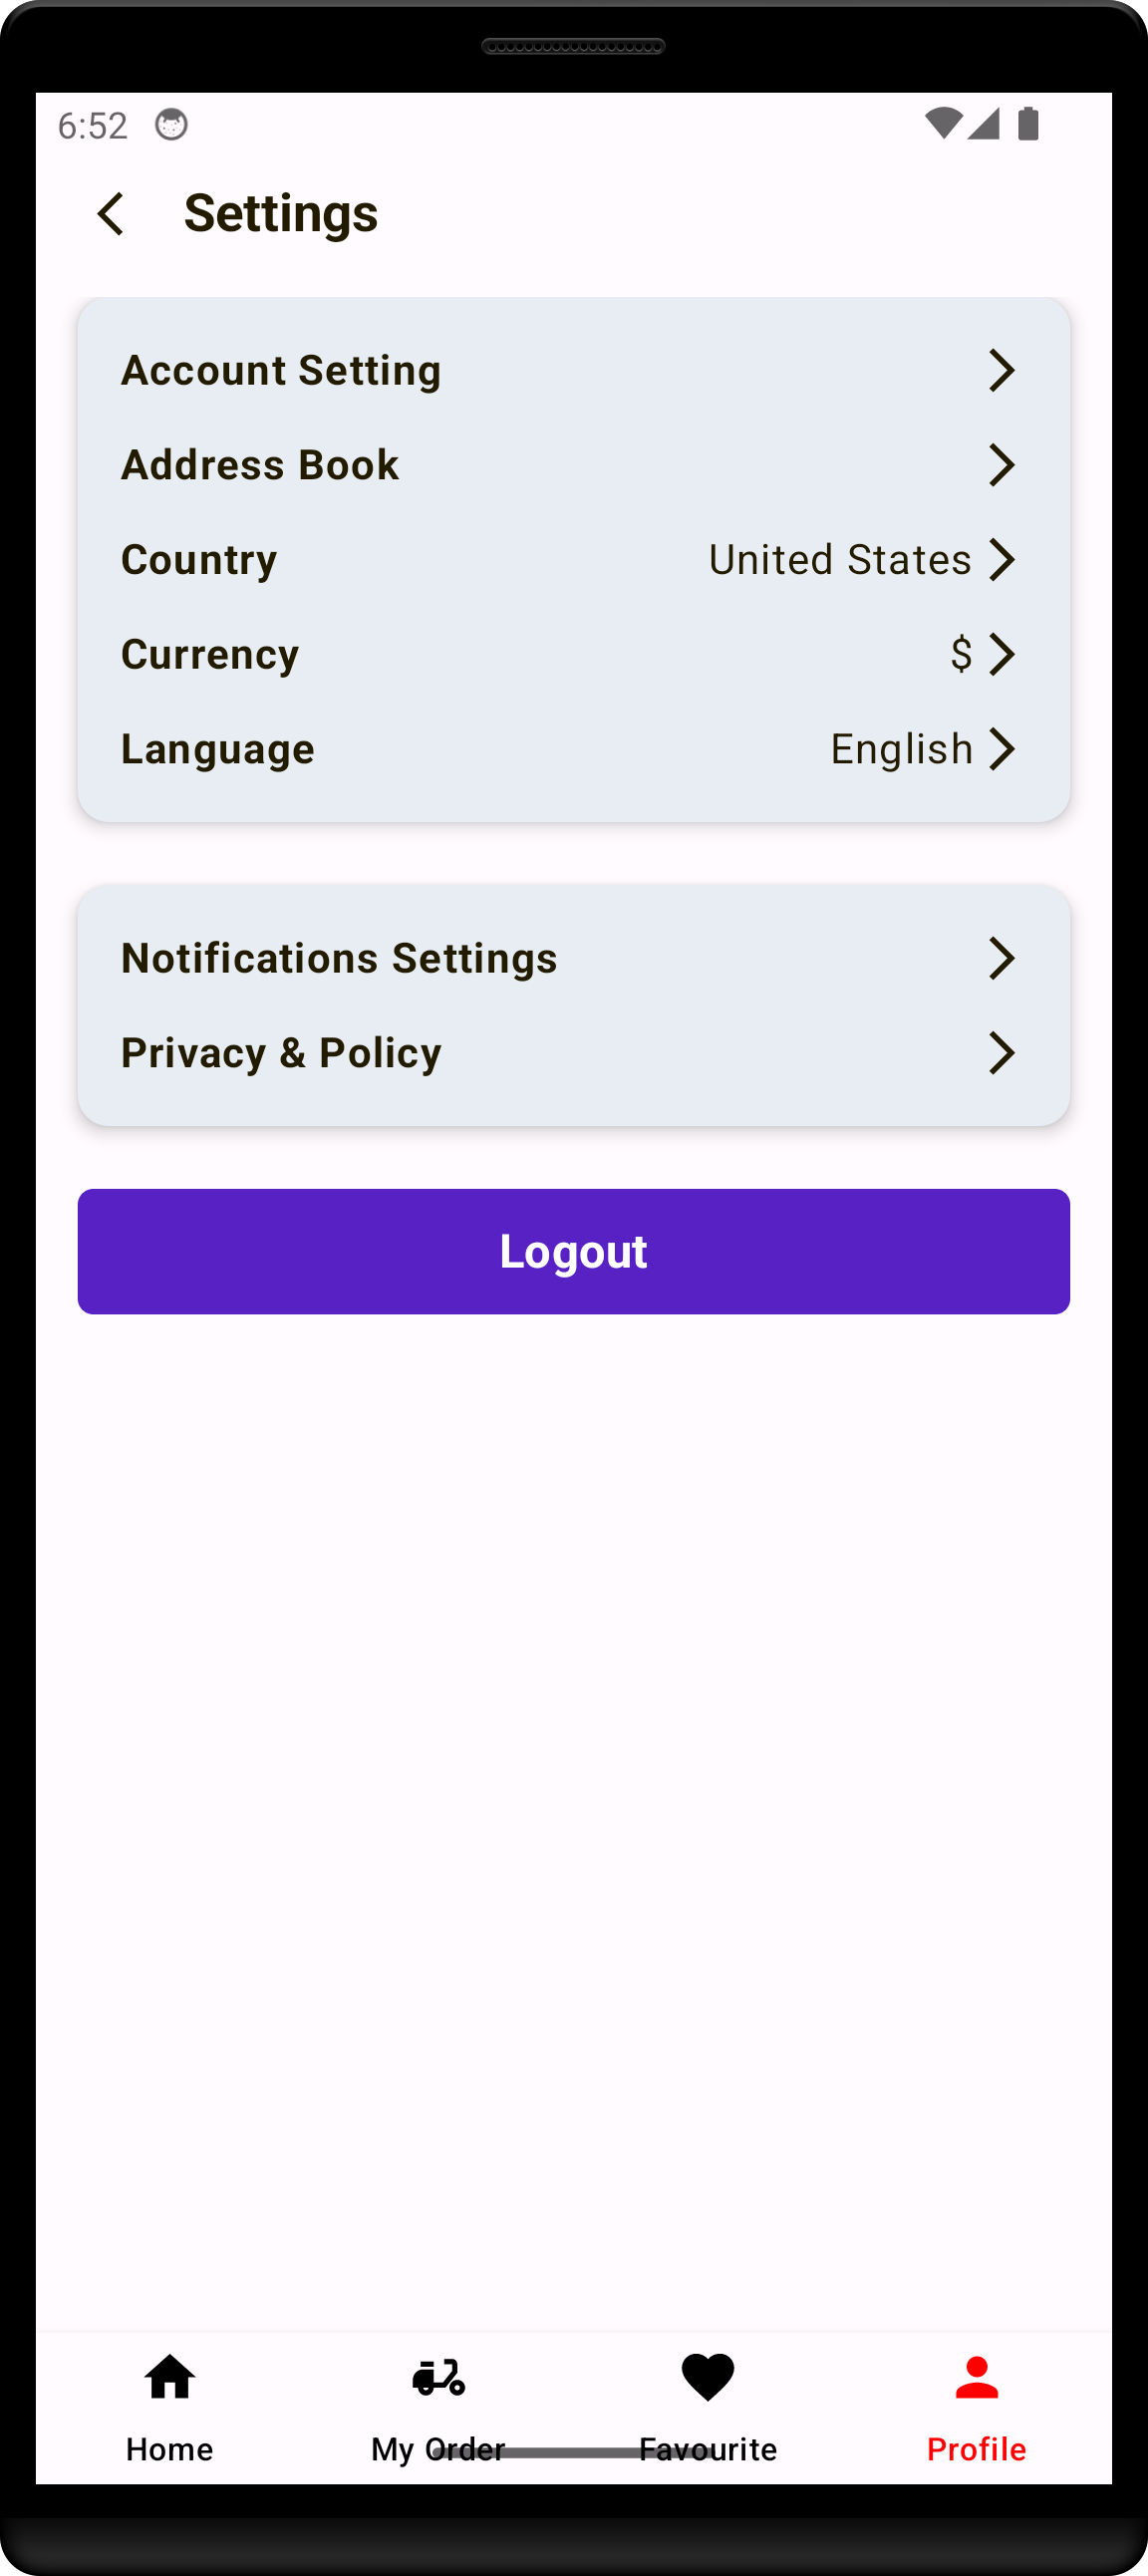 6:52
Settings
Account Setting
Address Book
Country United States
Currency $
Language English
Notifications Settings
Privacy & Policy
Logout
Home My Order Favourite Profile